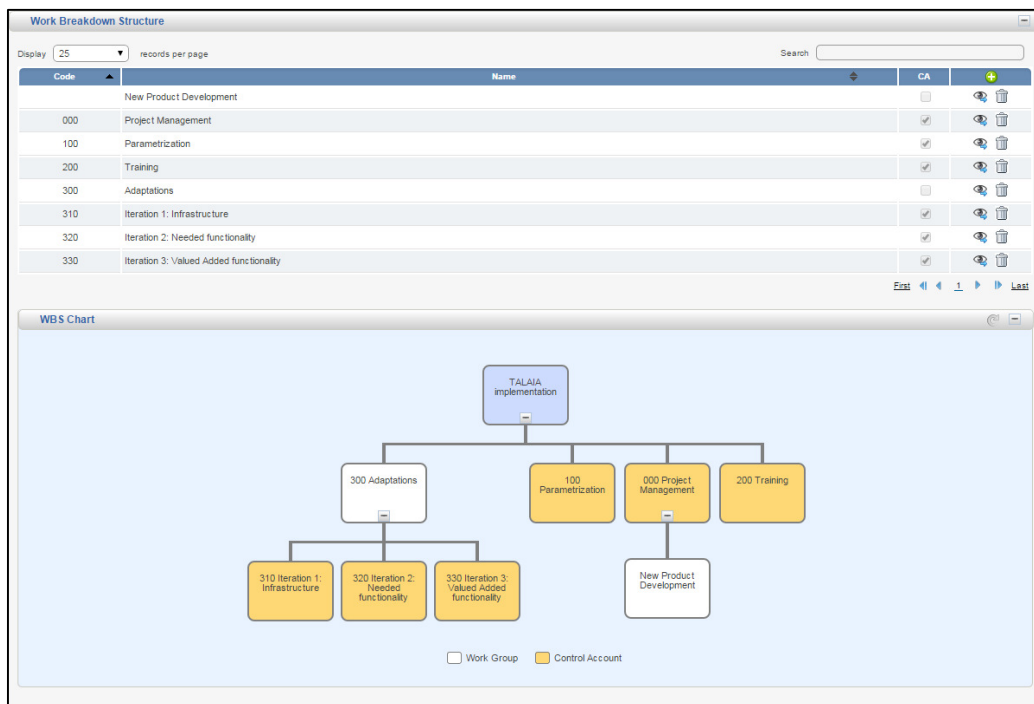 Work Breakdown Structure
Display 25 records per page Search
Code Name CA
New Product Development
000 Project Management
100 Parametrization
200 Training
300 Adaptations
310 Iteration 1: Infrastructure
320 Iteration 2: Needed functionality
330 Iteration 3: Valued Added functionality
First 1 Last
WBS Chart
TALAIA
implementation
300 Adaptations
100
Parametrization
000 Project
Management
200 Training
310 Iteration 1:
Infrastructure
320 Iteration 2:
Needed
functionality
330 Iteration 3:
Valued Added
functionality
New Product
Development
Work Group Control Account